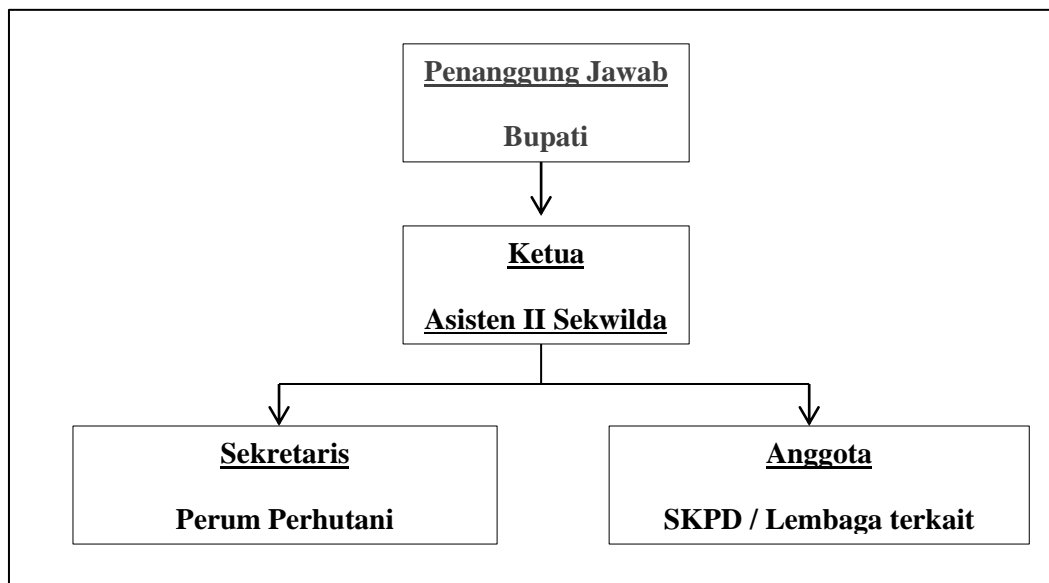 Penanggung Jawab
Bupati
Ketua
Asisten II Sekwilda
Sekretaris
Perum Perhutani
Anggota
SKPD / Lembaga terkait